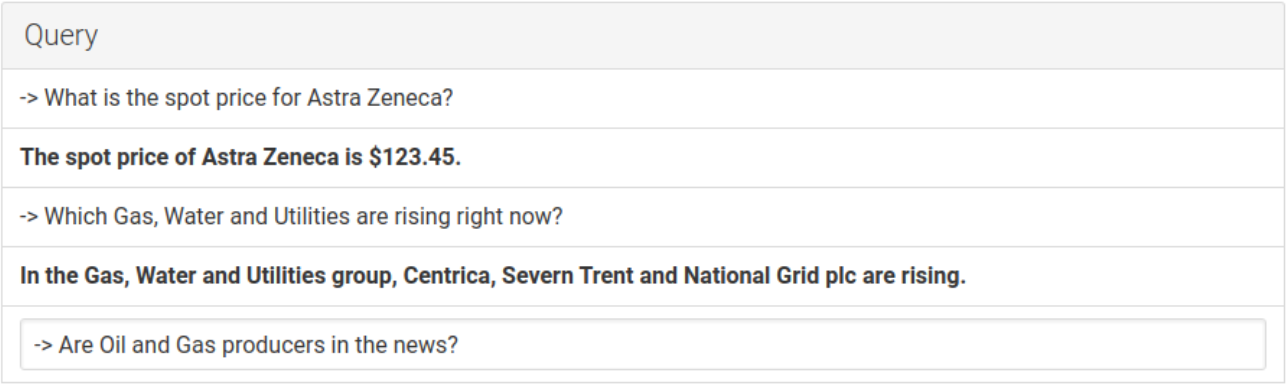 Query
-> What is the spot price for Astra Zeneca?
The spot price of Astra Zeneca is $123.45.
-> Which Gas, Water and Utilities are rising right now?
In the Gas, Water and Utilities group, Centrica, Severn Trent and National Grid plc are rising.
-> Are Oil and Gas producers in the news?